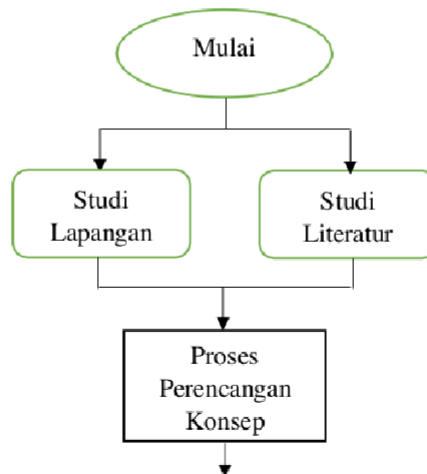 Mulai
Studi
Lapangan
Studi
Literatur
Proses
Perencangan
Konsep